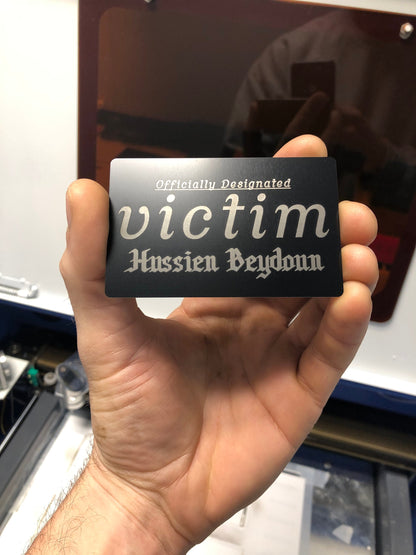 Officially Designated
victim
Hussien Beydoun